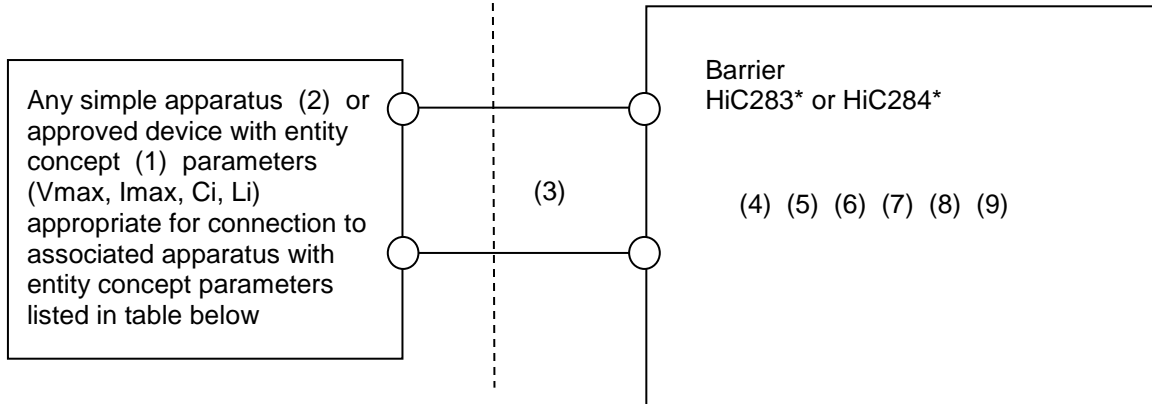 Any simple apparatus (2) or
approved device with entity
concept (1) parameters
(Vmax, Imax, Ci, Li)
appropriate for connection to
associated apparatus with
entity concept parameters
listed in table below
(3)
Barrier
HiC283* or HiC284*
(4) (5) (6) (7) (8) (9)